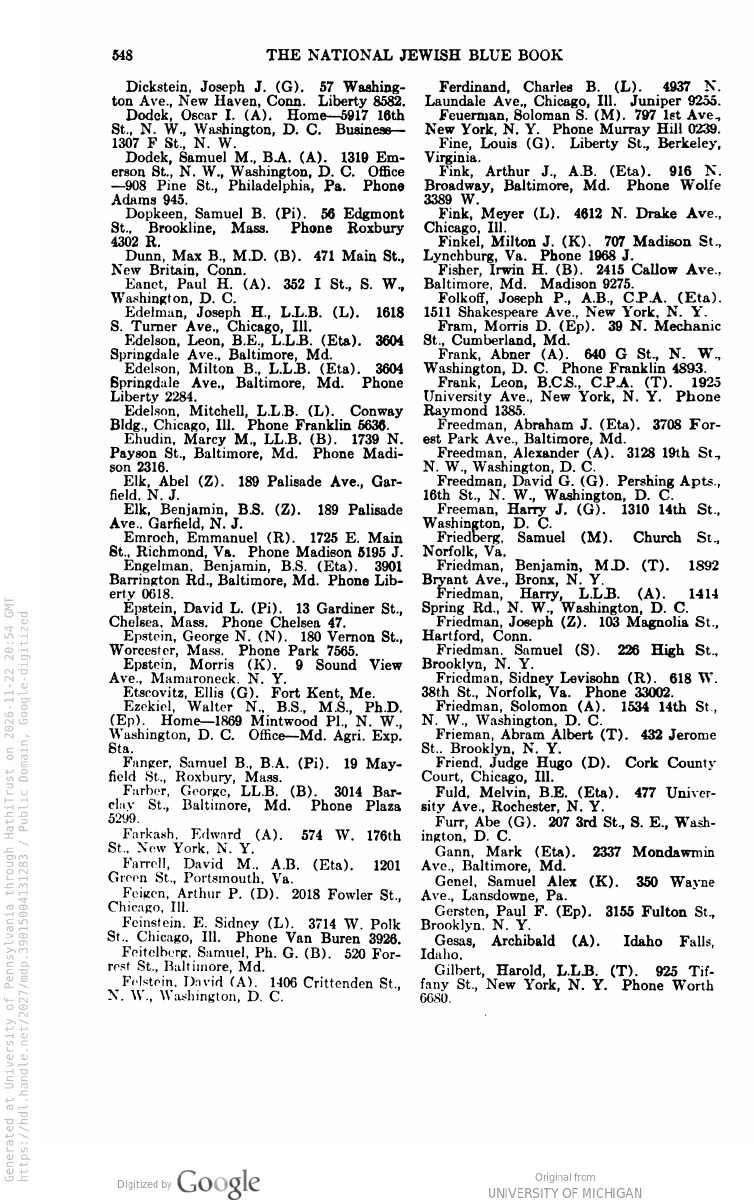 548 THE NATIONAL JEWISH BLUE BOOK
Dickstein, Joseph J. (G). 57 Washing-
ton Ave., New Haven, Conn. Liberty 8582.
Dodek, Oscar I. (A). Home—5917 16th
St., N. W., Washington, D. C. Business—
1307 F St., N. W.
Dodek, Samuel M., B.A. (A). 1319 Em-
erson St., N. W., Washington, D. C. Office
—908 Pine St., Philadelphia, Pa. Phone
Adams 945.
Dopkeen, Samuel B. (Pi). 56 Edgmont
St., Brookline, Mass. Phone Roxbury
4302 R.
Dunn, Max B., M.D. (B). 471 Main St.,
New Britain, Conn.
Eanet, Paul H. (A). 352 I St., S. W.,
Washington, D. C.
Edelman, Joseph H., L.L.B. (L). 1618
S. Turner Ave., Chicago, Ill.
Edelson, Leon, B.E., L.L.B. (Eta). 3604
Springdale Ave., Baltimore, Md.
Edelson, Milton B., L.L.B. (Eta). 3604
Springdale Ave., Baltimore, Md. Phone
Liberty 2284.
Edelson, Mitchell, L.L.B. (L). Conway
Bldg., Chicago, Ill. Phone Franklin 5636.
Ehudin, Marcy M., LL.B. (B). 1739 N.
Payson St., Baltimore, Md. Phone Madi-
son 2316.
Elk, Abel (Z). 189 Palisade Ave., Gar-
field, N. J.
Elk, Benjamin, B.S. (Z). 189 Palisade
Ave., Garfield, N. J.
Emroch, Emmanuel (R). 1725 E. Main
St., Richmond, Va. Phone Madison 5195 J.
Engelman, Benjamin, B.S. (Eta). 3901
Barrington Rd., Baltimore, Md. Phone Lib-
erty 0618.
Epstein, David L. (Pi). 13 Gardiner St.,
Chelsea, Mass. Phone Chelsea 47.
Epstein, George N. (N). 180 Vernon St.,
Worcester, Mass. Phone Park 7565.
Epstein, Morris (K). 9 Sound View
Ave., Mamaroneck, N. Y.
Etscovitz, Ellis (G). Fort Kent, Me.
Ezekiel, Walter N., B.S., M.S., Ph.D.
(Ep). Home—1869 Mintwood Pl., N. W.,
Washington, D. C. Office—Md. Agri. Exp.
Sta.
Fanger, Samuel B., B.A. (Pi). 19 May-
field St., Roxbury, Mass.
Farber, George, LL.B. (B). 3014 Bar-
clay St., Baltimore, Md. Phone Plaza
5299.
Farkash, Edward (A). 574 W. 176th
St., New York, N. Y.
Farrell, David M., A.B. (Eta). 1201
Green St., Portsmouth, Va.
Feigen, Arthur P. (D). 2018 Fowler St.,
Chicago, Ill.
Feinstein, E. Sidney (L). 3714 W. Polk
St., Chicago, Ill. Phone Van Buren 3926.
Feitelberg, Samuel, Ph. G. (B). 520 For-
rest St., Baltimore, Md.
Felstein, David (A). 1406 Crittenden St.,
N. W., Washington, D. C.
Ferdinand, Charles B. (L). 4937 N.
Laundale Ave., Chicago, Ill. Juniper 9255.
Feuerman, Soloman S. (M). 797 1st Ave.,
New York, N. Y. Phone Murray Hill 0239.
Fine, Louis (G). Liberty St., Berkeley,
Virginia.
Fink, Arthur J., A.B. (Eta). 916 N.
Broadway, Baltimore, Md. Phone Wolfe
3389 W.
Fink, Meyer (L). 4612 N. Drake Ave.,
Chicago, Ill.
Finkel, Milton J. (K). 707 Madison St.,
Lynchburg, Va. Phone 1968 J.
Fisher, Irwin H. (B). 2415 Callow Ave.,
Baltimore, Md. Madison 9275.
Folkoff, Joseph P., A.B., C.P.A. (Eta).
1511 Shakespeare Ave., New York, N. Y.
Fram, Morris D. (Ep). 39 N. Mechanic
St., Cumberland, Md.
Frank, Abner (A). 640 G St., N. W.,
Washington, D. C. Phone Franklin 4893.
Frank, Leon, B.C.S., C.P.A. (T). 1925
University Ave., New York, N. Y. Phone
Raymond 1385.
Freedman, Abraham J. (Eta). 3708 For-
est Park Ave., Baltimore, Md.
Freedman, Alexander (A). 3128 19th St.,
N. W., Washington, D. C.
Freedman, David G. (G). Pershing Apts.,
16th St., N. W., Washington, D. C.
Freeman, Harry J. (G). 1310 14th St.,
Washington, D. C.
Friedberg, Samuel (M). Church St.,
Norfolk, Va.
Friedman, Benjamin, M.D. (T). 1892
Bryant Ave., Bronx, N. Y.
Friedman, Harry, L.L.B. (A). 1414
Spring Rd., N. W., Washington, D. C.
Friedman, Joseph (Z). 103 Magnolia St.,
Hartford, Conn.
Friedman, Samuel (S). 226 High St.,
Brooklyn, N. Y.
Friedman, Sidney Levisohn (R). 618 W.
38th St., Norfolk, Va. Phone 33002.
Friedman, Solomon (A). 1534 14th St.,
N. W., Washington, D. C.
Frieman, Abram Albert (T). 432 Jerome
St., Brooklyn, N. Y.
Friend, Judge Hugo (D). Cork County
Court, Chicago, Ill.
Fuld, Melvin, B.E. (Eta). 477 Univer-
sity Ave., Rochester, N. Y.
Furr, Abe (G). 207 3rd St., S. E., Wash-
ington, D. C.
Gann, Mark (Eta). 2337 Mondawmin
Ave., Baltimore, Md.
Genel, Samuel Alex (K). 350 Wayne
Ave., Lansdowne, Pa.
Gersten, Paul F. (Ep). 3155 Fulton St.,
Brooklyn, N. Y.
Gesas, Archibald (A). Idaho Falls,
Idaho.
Gilbert, Harold, L.L.B. (T). 925 Tif-
fany St., New York, N. Y. Phone Worth
6680.
Generated at University of Pennsylvania through HathiTrust on 2026-11-22 20:54 GMT
https://hdl.handle.net/2027/mdp.39015004131283 / Public Domain, Google-digitized
Digitized by Google
Original from
UNIVERSITY OF MICHIGAN